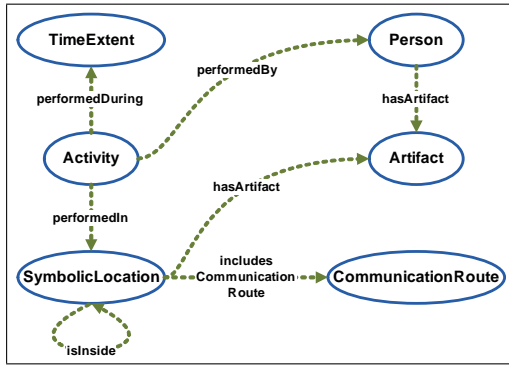 TimeExtent
Person
performedBy
performedDuring
hasArtifact
Activity
Artifact
hasArtifact
performedIn
includes
Communication
Route
SymbolicLocation
CommunicationRoute
isInside